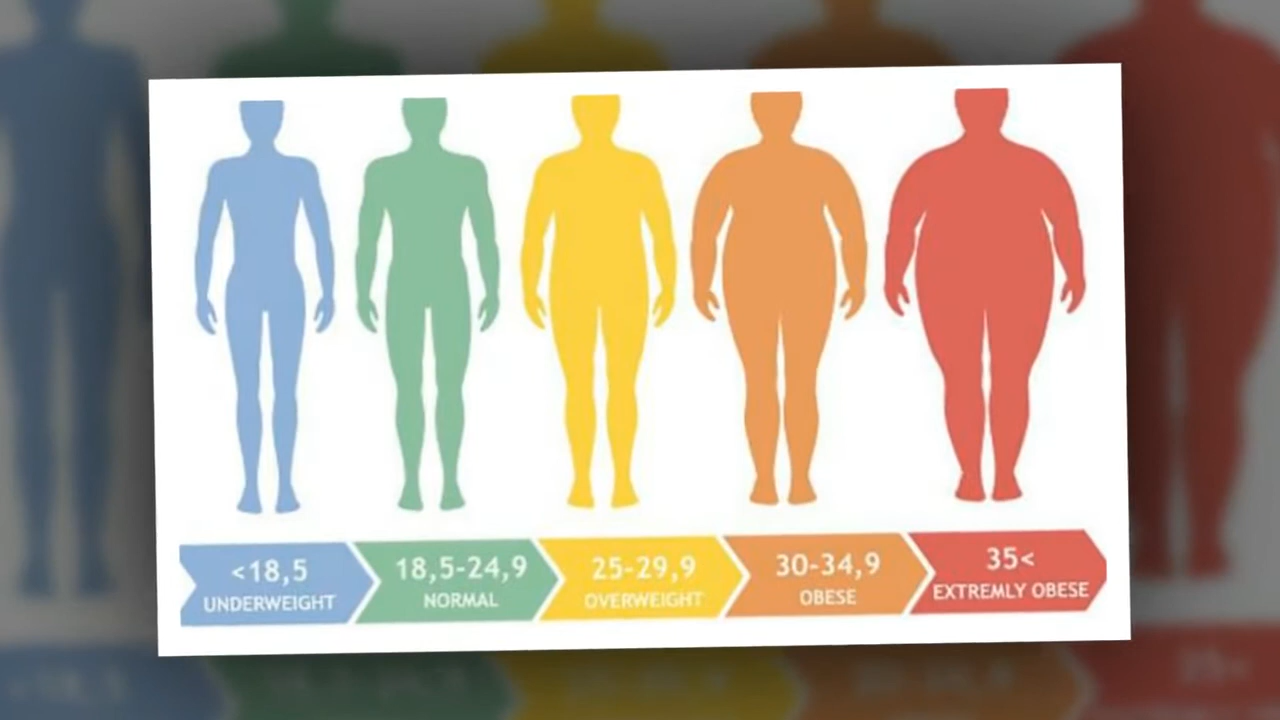 <18,5
UNDERWEIGHT
18,5-24,9
NORMAL
25-29,9
OVERWEIGHT
30-34,9
OBESE
35<
EXTREMLY OBESE